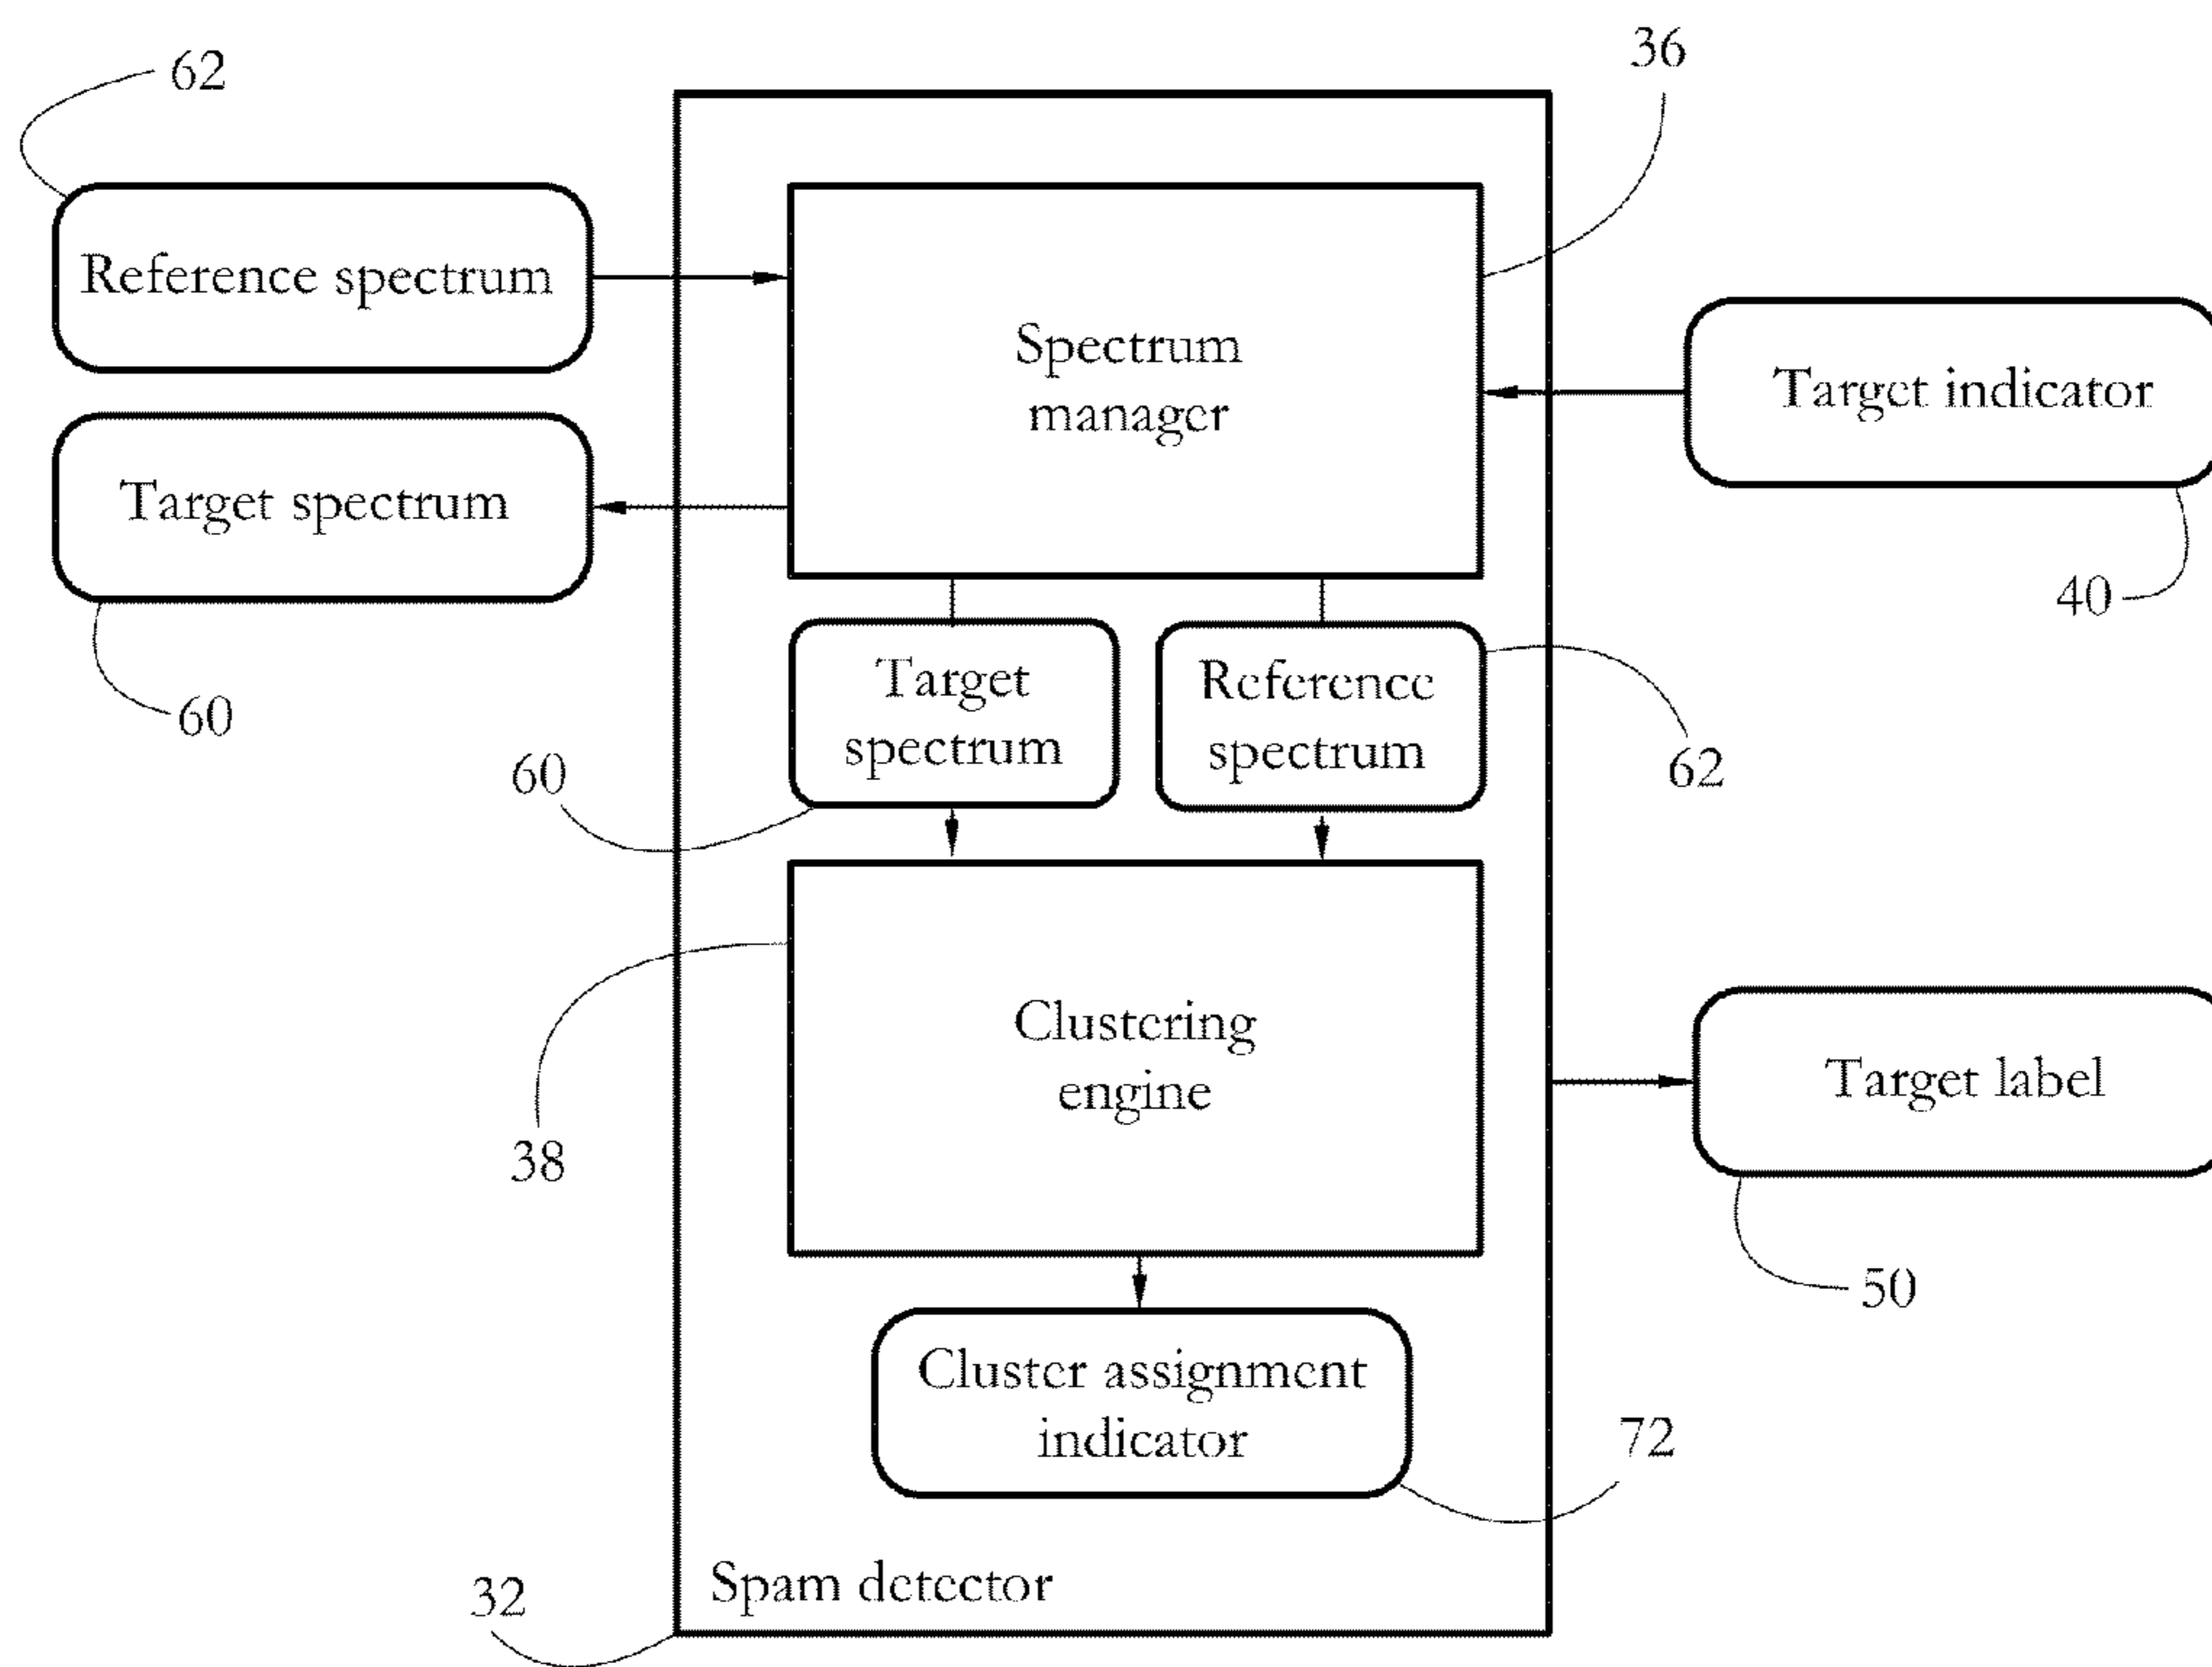 62
36
Reference spectrum
Spectrum
manager
Target indicator
Target spectrum
40
60
Target
spectrum
Reference
spectrum
60
62
Clustering
engine
38
Target label
50
Cluster assignment
indicator
72
32
Spam detector